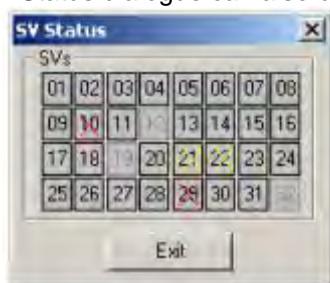 SV Status
SVs
01 02 03 04 05 06 07 08
09 10 11 12 13 14 15 16
17 18 19 20 21 22 23 24
25 26 27 28 29 30 31 32
Exit